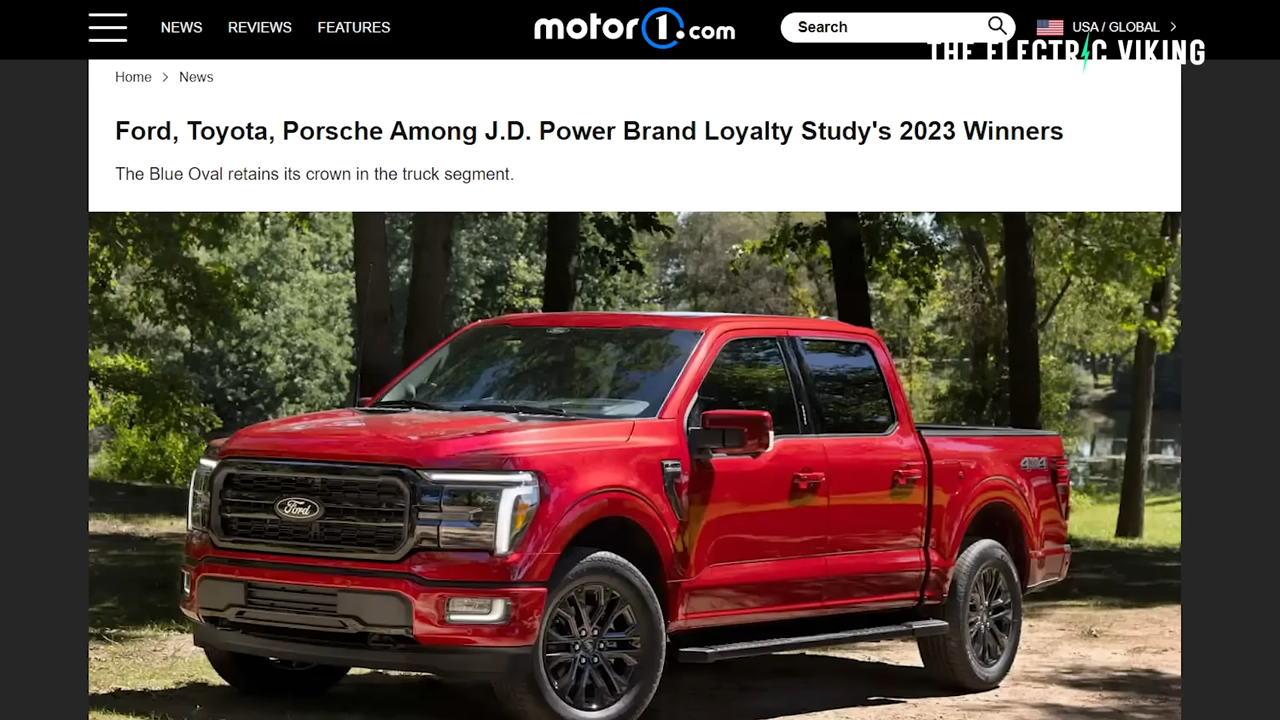 NEWS
REVIEWS
FEATURES
motor1.com
Search
USA / GLOBAL
THE ELECTRIC VIKING
Home > News
Ford, Toyota, Porsche Among J.D. Power Brand Loyalty Study's 2023 Winners
The Blue Oval retains its crown in the truck segment.
Ford
4x4